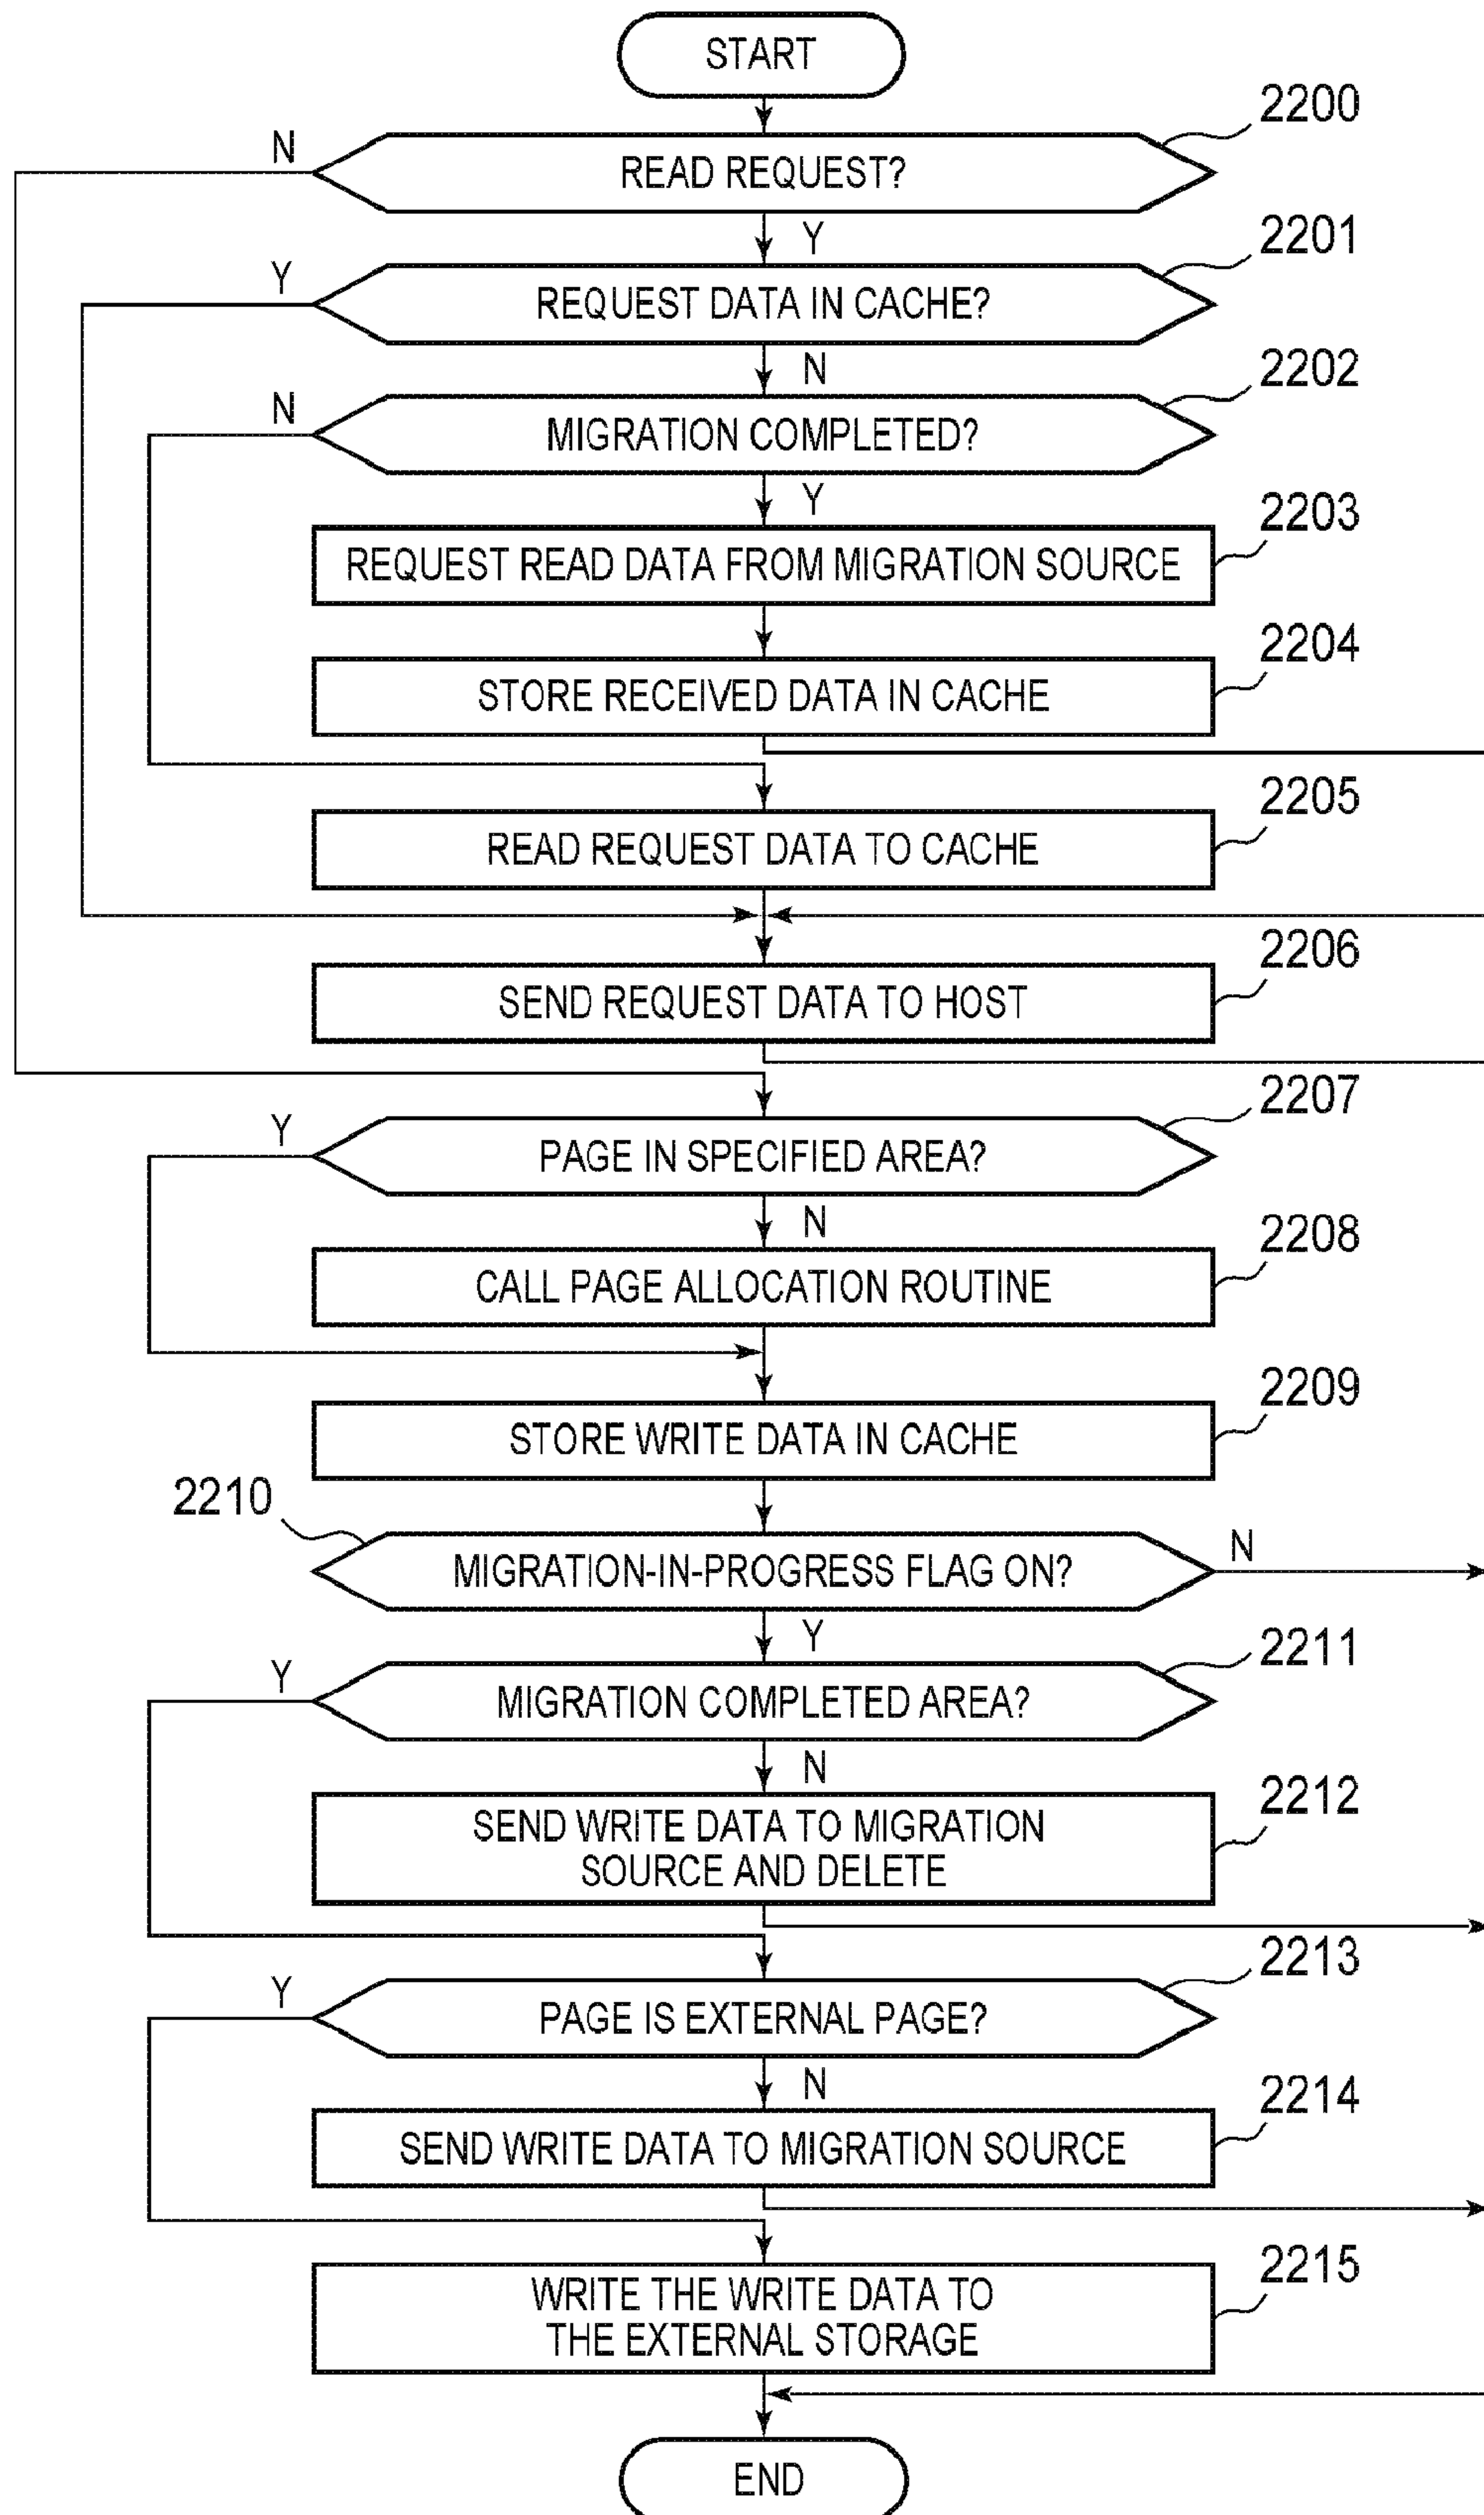 START
2200
N
READ REQUEST?
Y
2201
Y
REQUEST DATA IN CACHE?
N
2202
N
MIGRATION COMPLETED?
Y
2203
REQUEST READ DATA FROM MIGRATION SOURCE
2204
STORE RECEIVED DATA IN CACHE
2205
READ REQUEST DATA TO CACHE
2206
SEND REQUEST DATA TO HOST
2207
Y
PAGE IN SPECIFIED AREA?
N
2208
CALL PAGE ALLOCATION ROUTINE
2209
STORE WRITE DATA IN CACHE
2210
MIGRATION-IN-PROGRESS FLAG ON?
N
Y
2211
Y
MIGRATION COMPLETED AREA?
N
2212
SEND WRITE DATA TO MIGRATION
SOURCE AND DELETE
2213
Y
PAGE IS EXTERNAL PAGE?
N
2214
SEND WRITE DATA TO MIGRATION SOURCE
2215
WRITE THE WRITE DATA TO
THE EXTERNAL STORAGE
END